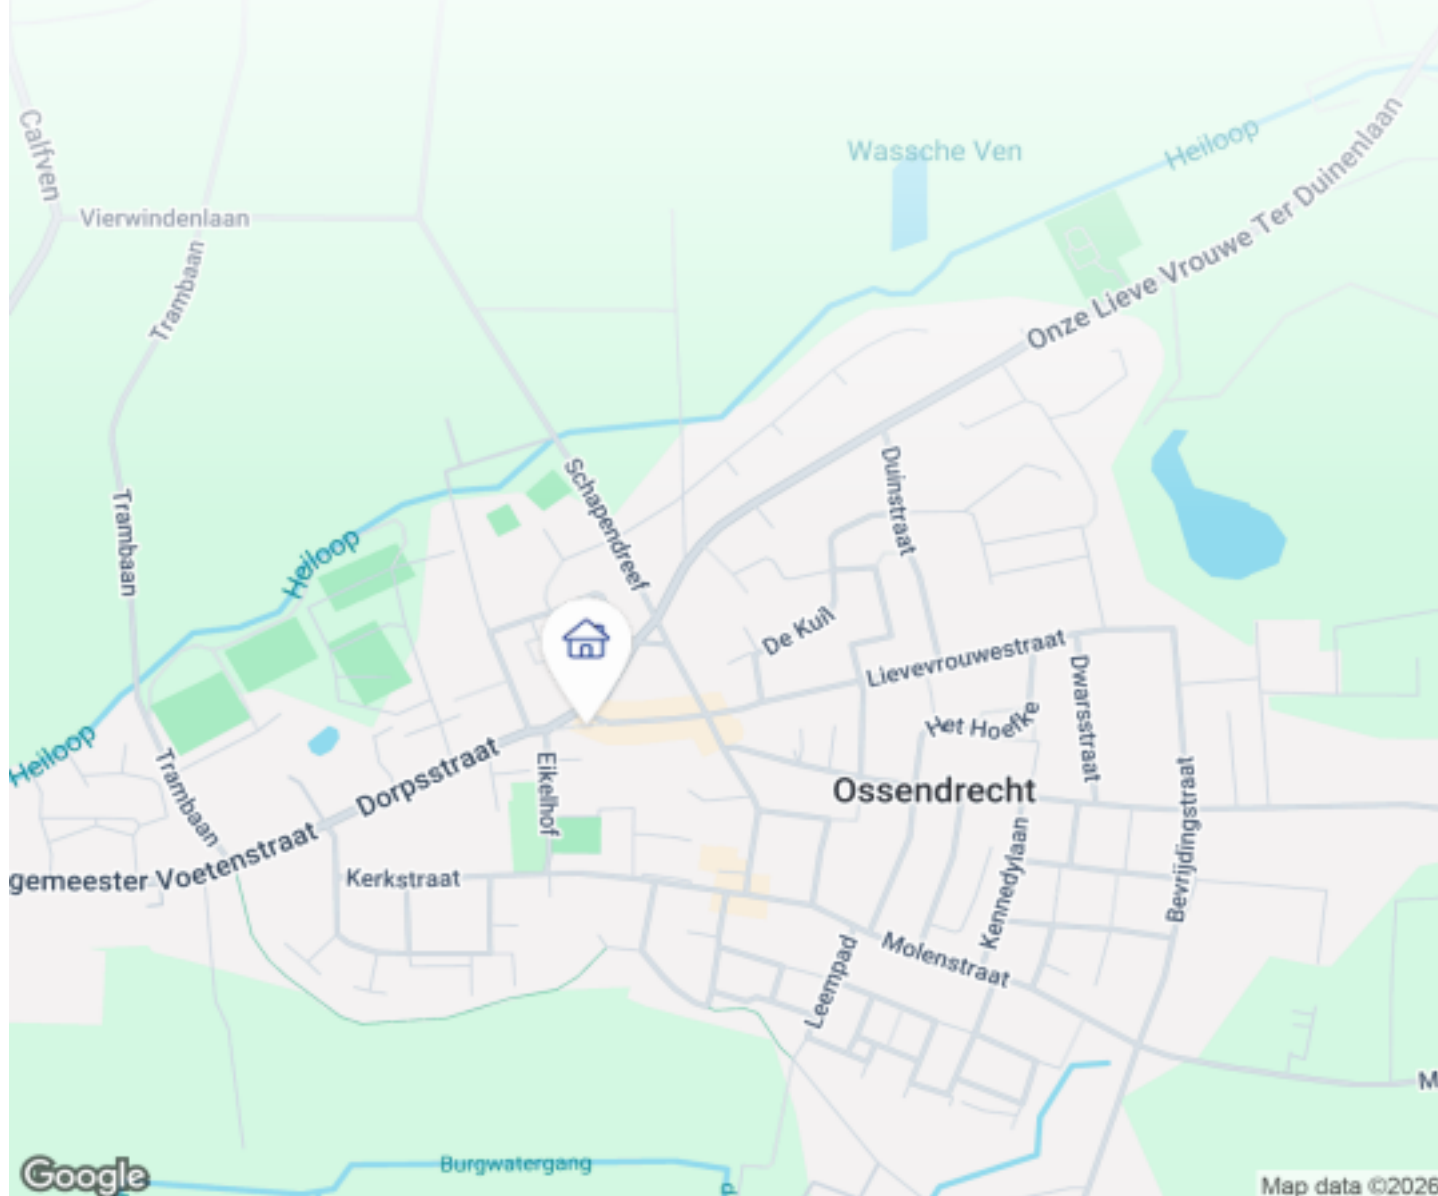 Calfven
Wassche Ven
Heiloop
Vierwindenlaan
Onze Lieve Vrouwe Ter Duinenlaan
Trambaan
Schapendreef
Duinstraat
Trambaan
Heiloop
De Kuil
Lievevrouwestraat
Dwarsstraat
Het Hoefke
Heiloop
Trambaan
Dorpsstraat
Eikelhof
Ossendrecht
Bevrijdingstraat
gemeester Voetenstraat
Kerkstraat
Kennedylaan
Molenstraat
Leempad
M
Burgwatergang
Google
Map data ©2026